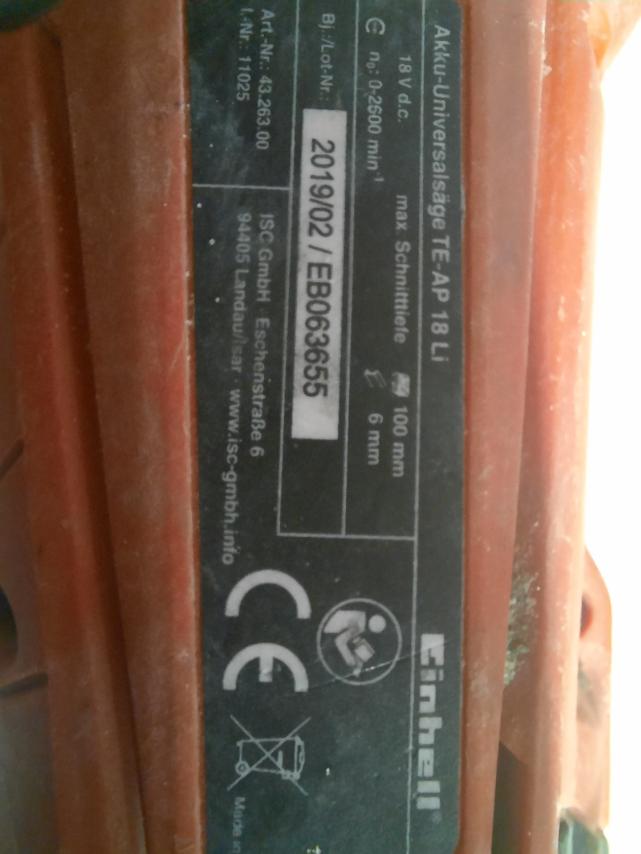 Akku-Universalsäge TE-AP 18 Li
Einhell®
18 V d.c. max. Schnitttiefe 100 mm
n₀: 0-2600 min⁻¹ 6 mm
Bj.:/Lot-Nr.: 2019/02 / EB063655
Art.-Nr.: 43.263.00
I.-Nr.: 11025
ISC GmbH · Eschenstraße 6
94405 Landau/Isar · www.isc-gmbh.info
CE
Made in